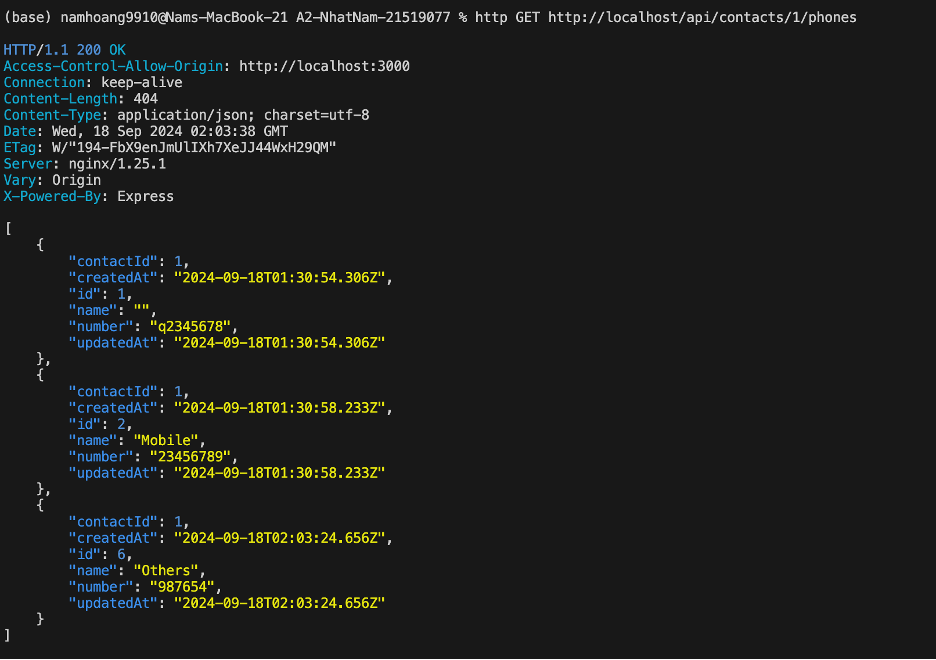 (base) namhoang9910@Nams-MacBook-21 A2-NhatNam-21519077 % http GET http://localhost/api/contacts/1/phones
HTTP/1.1 200 OK
Access-Control-Allow-Origin: http://localhost:3000
Connection: keep-alive
Content-Length: 404
Content-Type: application/json; charset=utf-8
Date: Wed, 18 Sep 2024 02:03:38 GMT
ETag: W/"194-FbX9enJmUlIXh7XeJJ44WxH29QM"
Server: nginx/1.25.1
Vary: Origin
X-Powered-By: Express
[
    {
        "contactId": 1,
        "createdAt": "2024-09-18T01:30:54.306Z",
        "id": 1,
        "name": "",
        "number": "q2345678",
        "updatedAt": "2024-09-18T01:30:54.306Z"
    },
    {
        "contactId": 1,
        "createdAt": "2024-09-18T01:30:58.233Z",
        "id": 2,
        "name": "Mobile",
        "number": "23456789",
        "updatedAt": "2024-09-18T01:30:58.233Z"
    },
    {
        "contactId": 1,
        "createdAt": "2024-09-18T02:03:24.656Z",
        "id": 6,
        "name": "Others",
        "number": "987654",
        "updatedAt": "2024-09-18T02:03:24.656Z"
    }
]